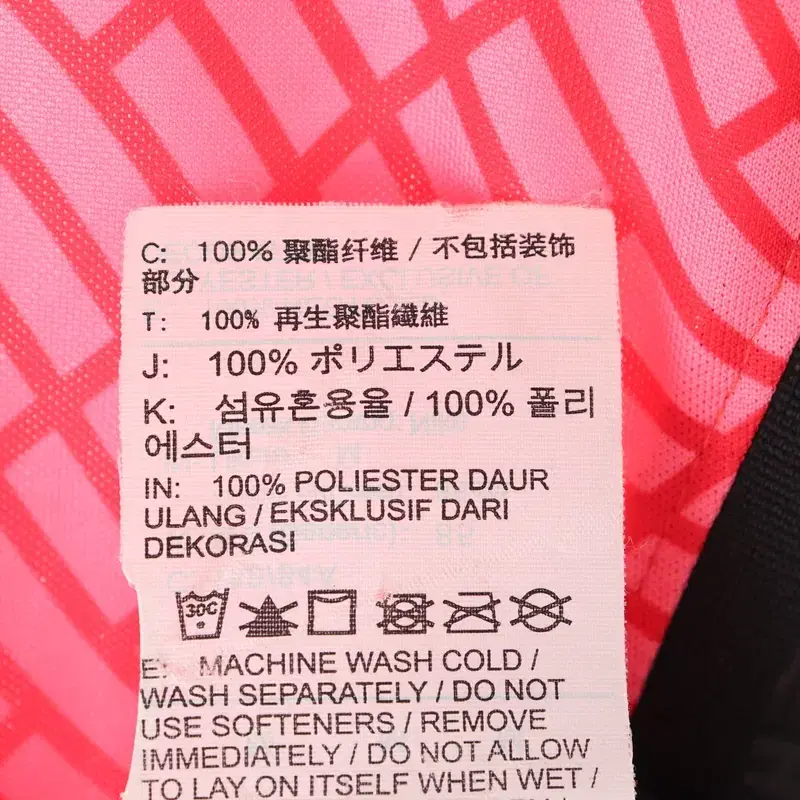 C: 100% 聚酯纤维 / 不包括装饰
部分
T: 100% 再生聚酯纖維
J: 100% ポリエステル
K: 섬유혼용율 / 100% 폴리
에스터
IN: 100% POLIESTER DAUR
ULANG / EKSKLUSIF DARI
DEKORASI
30C
E: MACHINE WASH COLD /
WASH SEPARATELY / DO NOT
USE SOFTENERS / REMOVE
IMMEDIATELY / DO NOT ALLOW
TO LAY ON ITSELF WHEN WET /